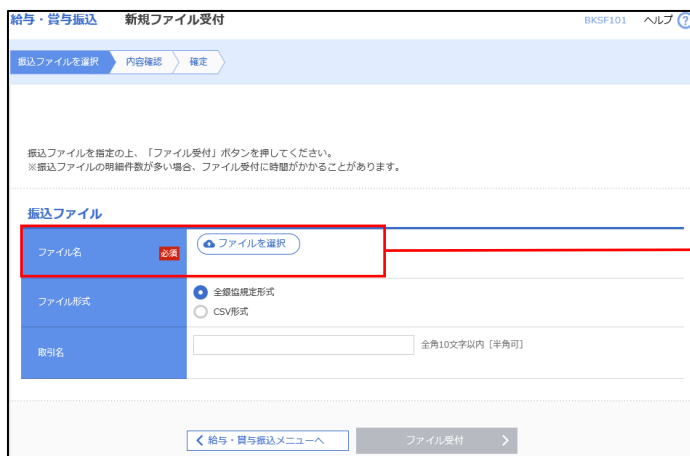 給与・賞与振込 新規ファイル受付 BKSF101 ヘルプ ?
振込ファイルを選択 内容確認 確定
振込ファイルを指定の上、「ファイル受付」ボタンを押してください。
※振込ファイルの明細件数が多い場合、ファイル受付に時間がかかることがあります。
振込ファイル
ファイル名 必須 ファイルを選択
ファイル形式 全銀協規定形式
CSV形式
取引名 全角10文字以内［半角可］
給与・賞与振込メニューへ ファイル受付